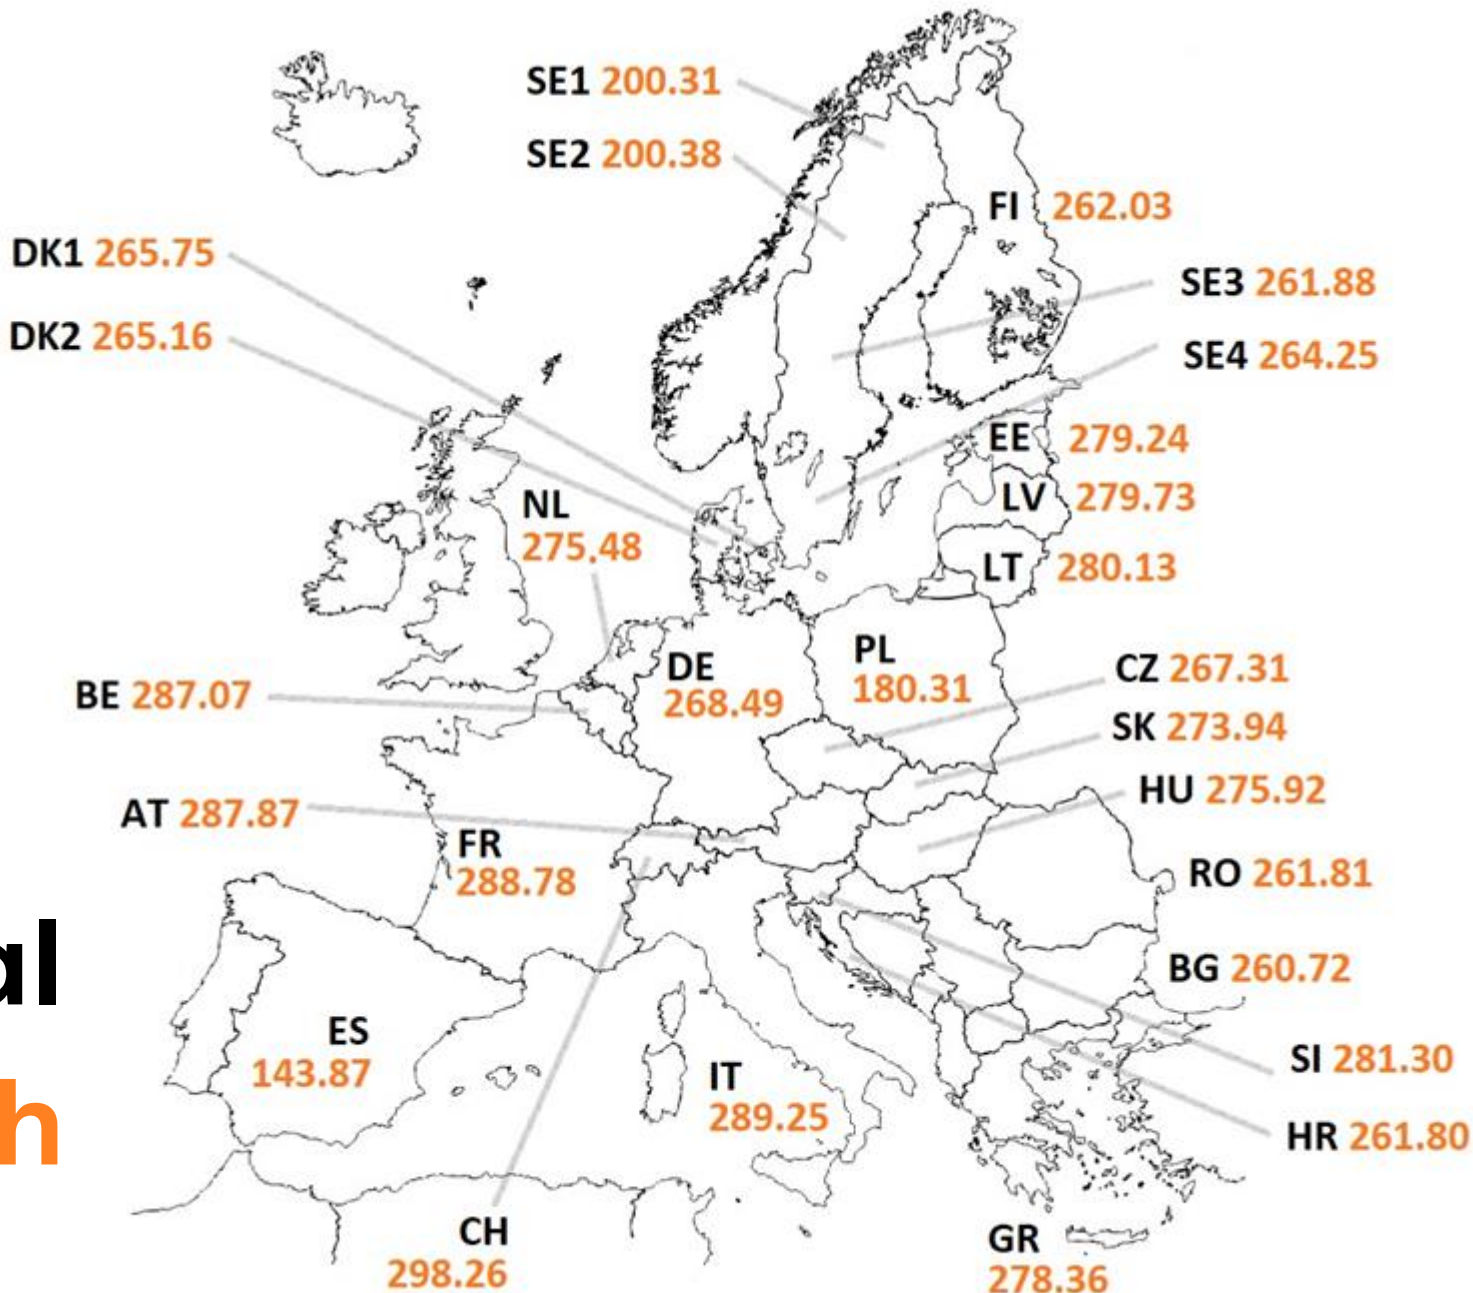 SE1 200.31
SE2 200.38
FI 262.03
DK1 265.75
SE3 261.88
DK2 265.16
SE4 264.25
EE 279.24
LV 279.73
NL
275.48
LT 280.13
PL
180.31
DE
268.49
CZ 267.31
BE 287.07
SK 273.94
HU 275.92
AT 287.87
FR
288.78
RO 261.81
al
BG 260.72
ES
143.87
SI 281.30
IT
289.25
h
HR 261.80
CH
298.26
GR
278.36